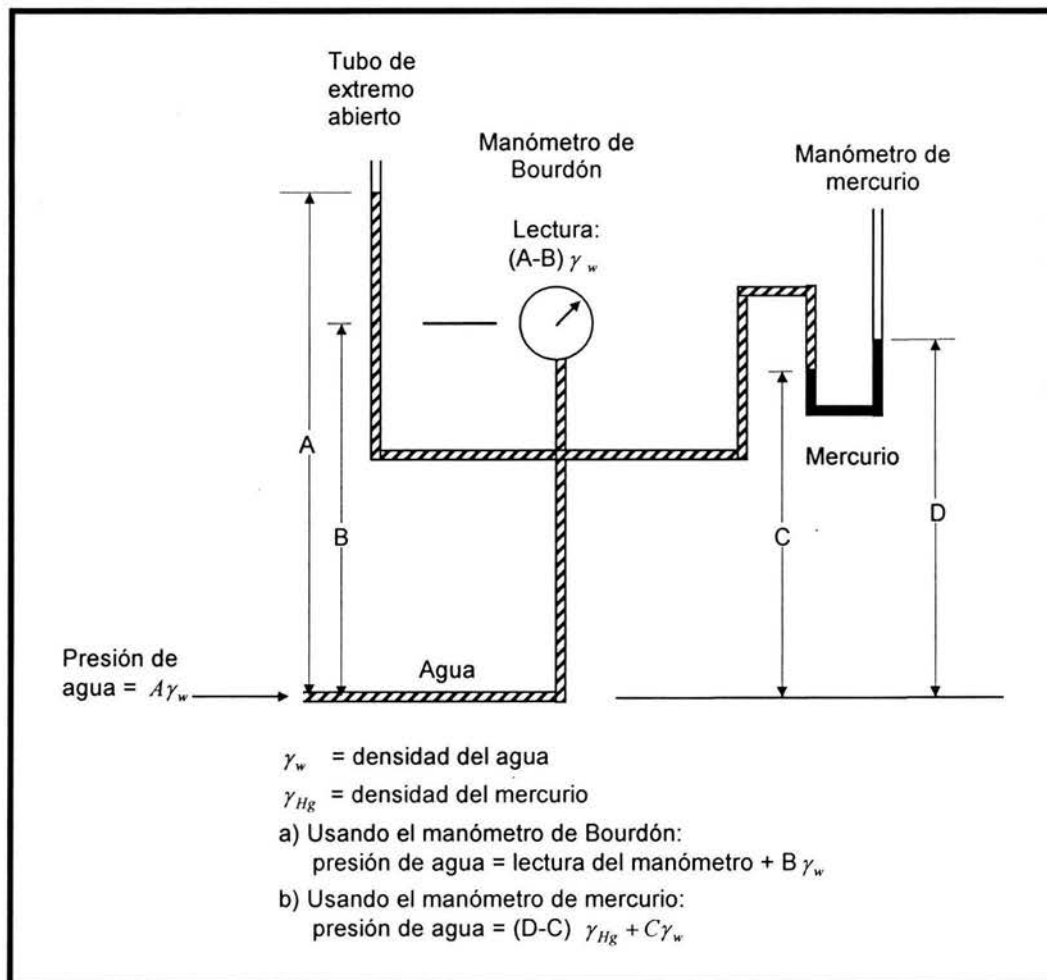 Tubo de
extremo
abierto
Manómetro de
Bourdón
Manómetro de
mercurio
Lectura:
(A-B) γ w
A
B
Mercurio
C
D
Presión de
agua = Aγw
Agua
γw = densidad del agua
γHg = densidad del mercurio
a) Usando el manómetro de Bourdón:
presión de agua = lectura del manómetro + B γw
b) Usando el manómetro de mercurio:
presión de agua = (D-C) γHg + Cγw